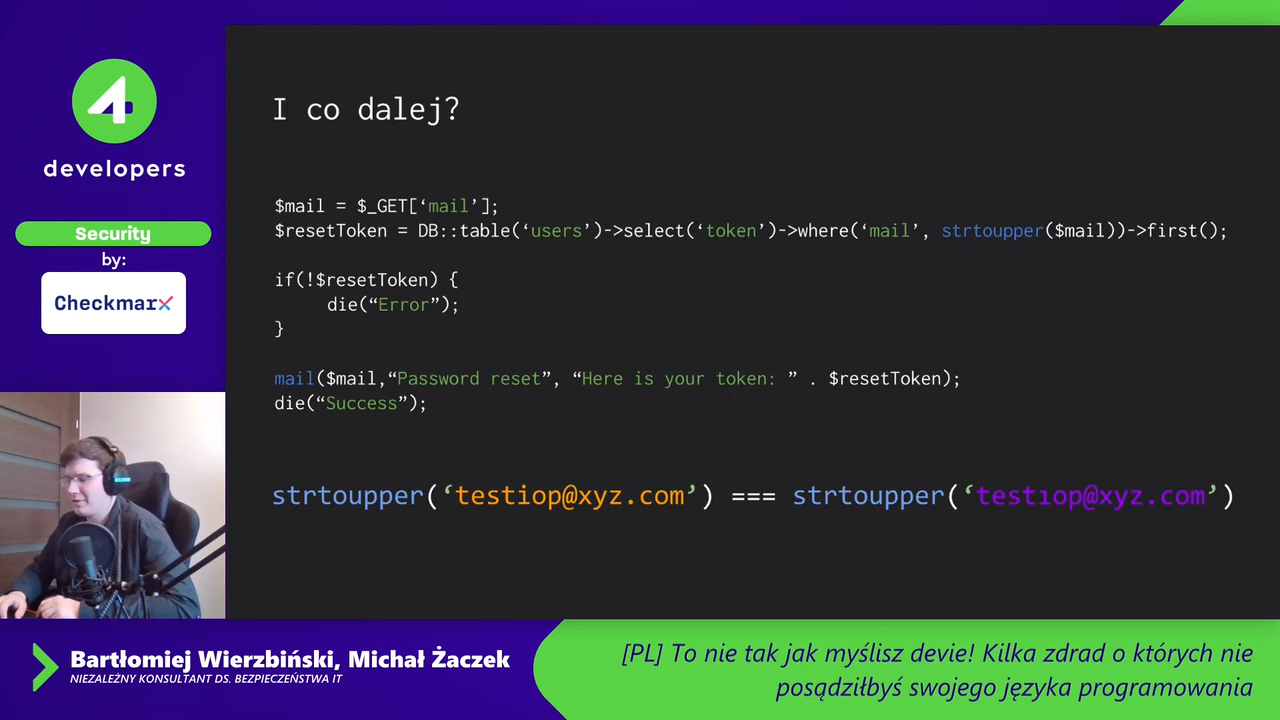 4
developers
Security
by:
Checkmarx
I co dalej?
$mail = $_GET[‘mail’];
$resetToken = DB::table(‘users’)->select(‘token’)->where(‘mail’, strtoupper($mail))->first();
if(!$resetToken) {
die(“Error”);
}
mail($mail,“Password reset”, “Here is your token: ” . $resetToken);
die(“Success”);
strtoupper(‘testiop@xyz.com’) === strtoupper(‘testıop@xyz.com’)
Bartłomiej Wierzbiński, Michał Żaczek
NIEZALEŻNY KONSULTANT DS. BEZPIECZEŃSTWA IT
[PL] To nie tak jak myślisz devie! Kilka zdrad o których nie
posądziłbyś swojego języka programowania